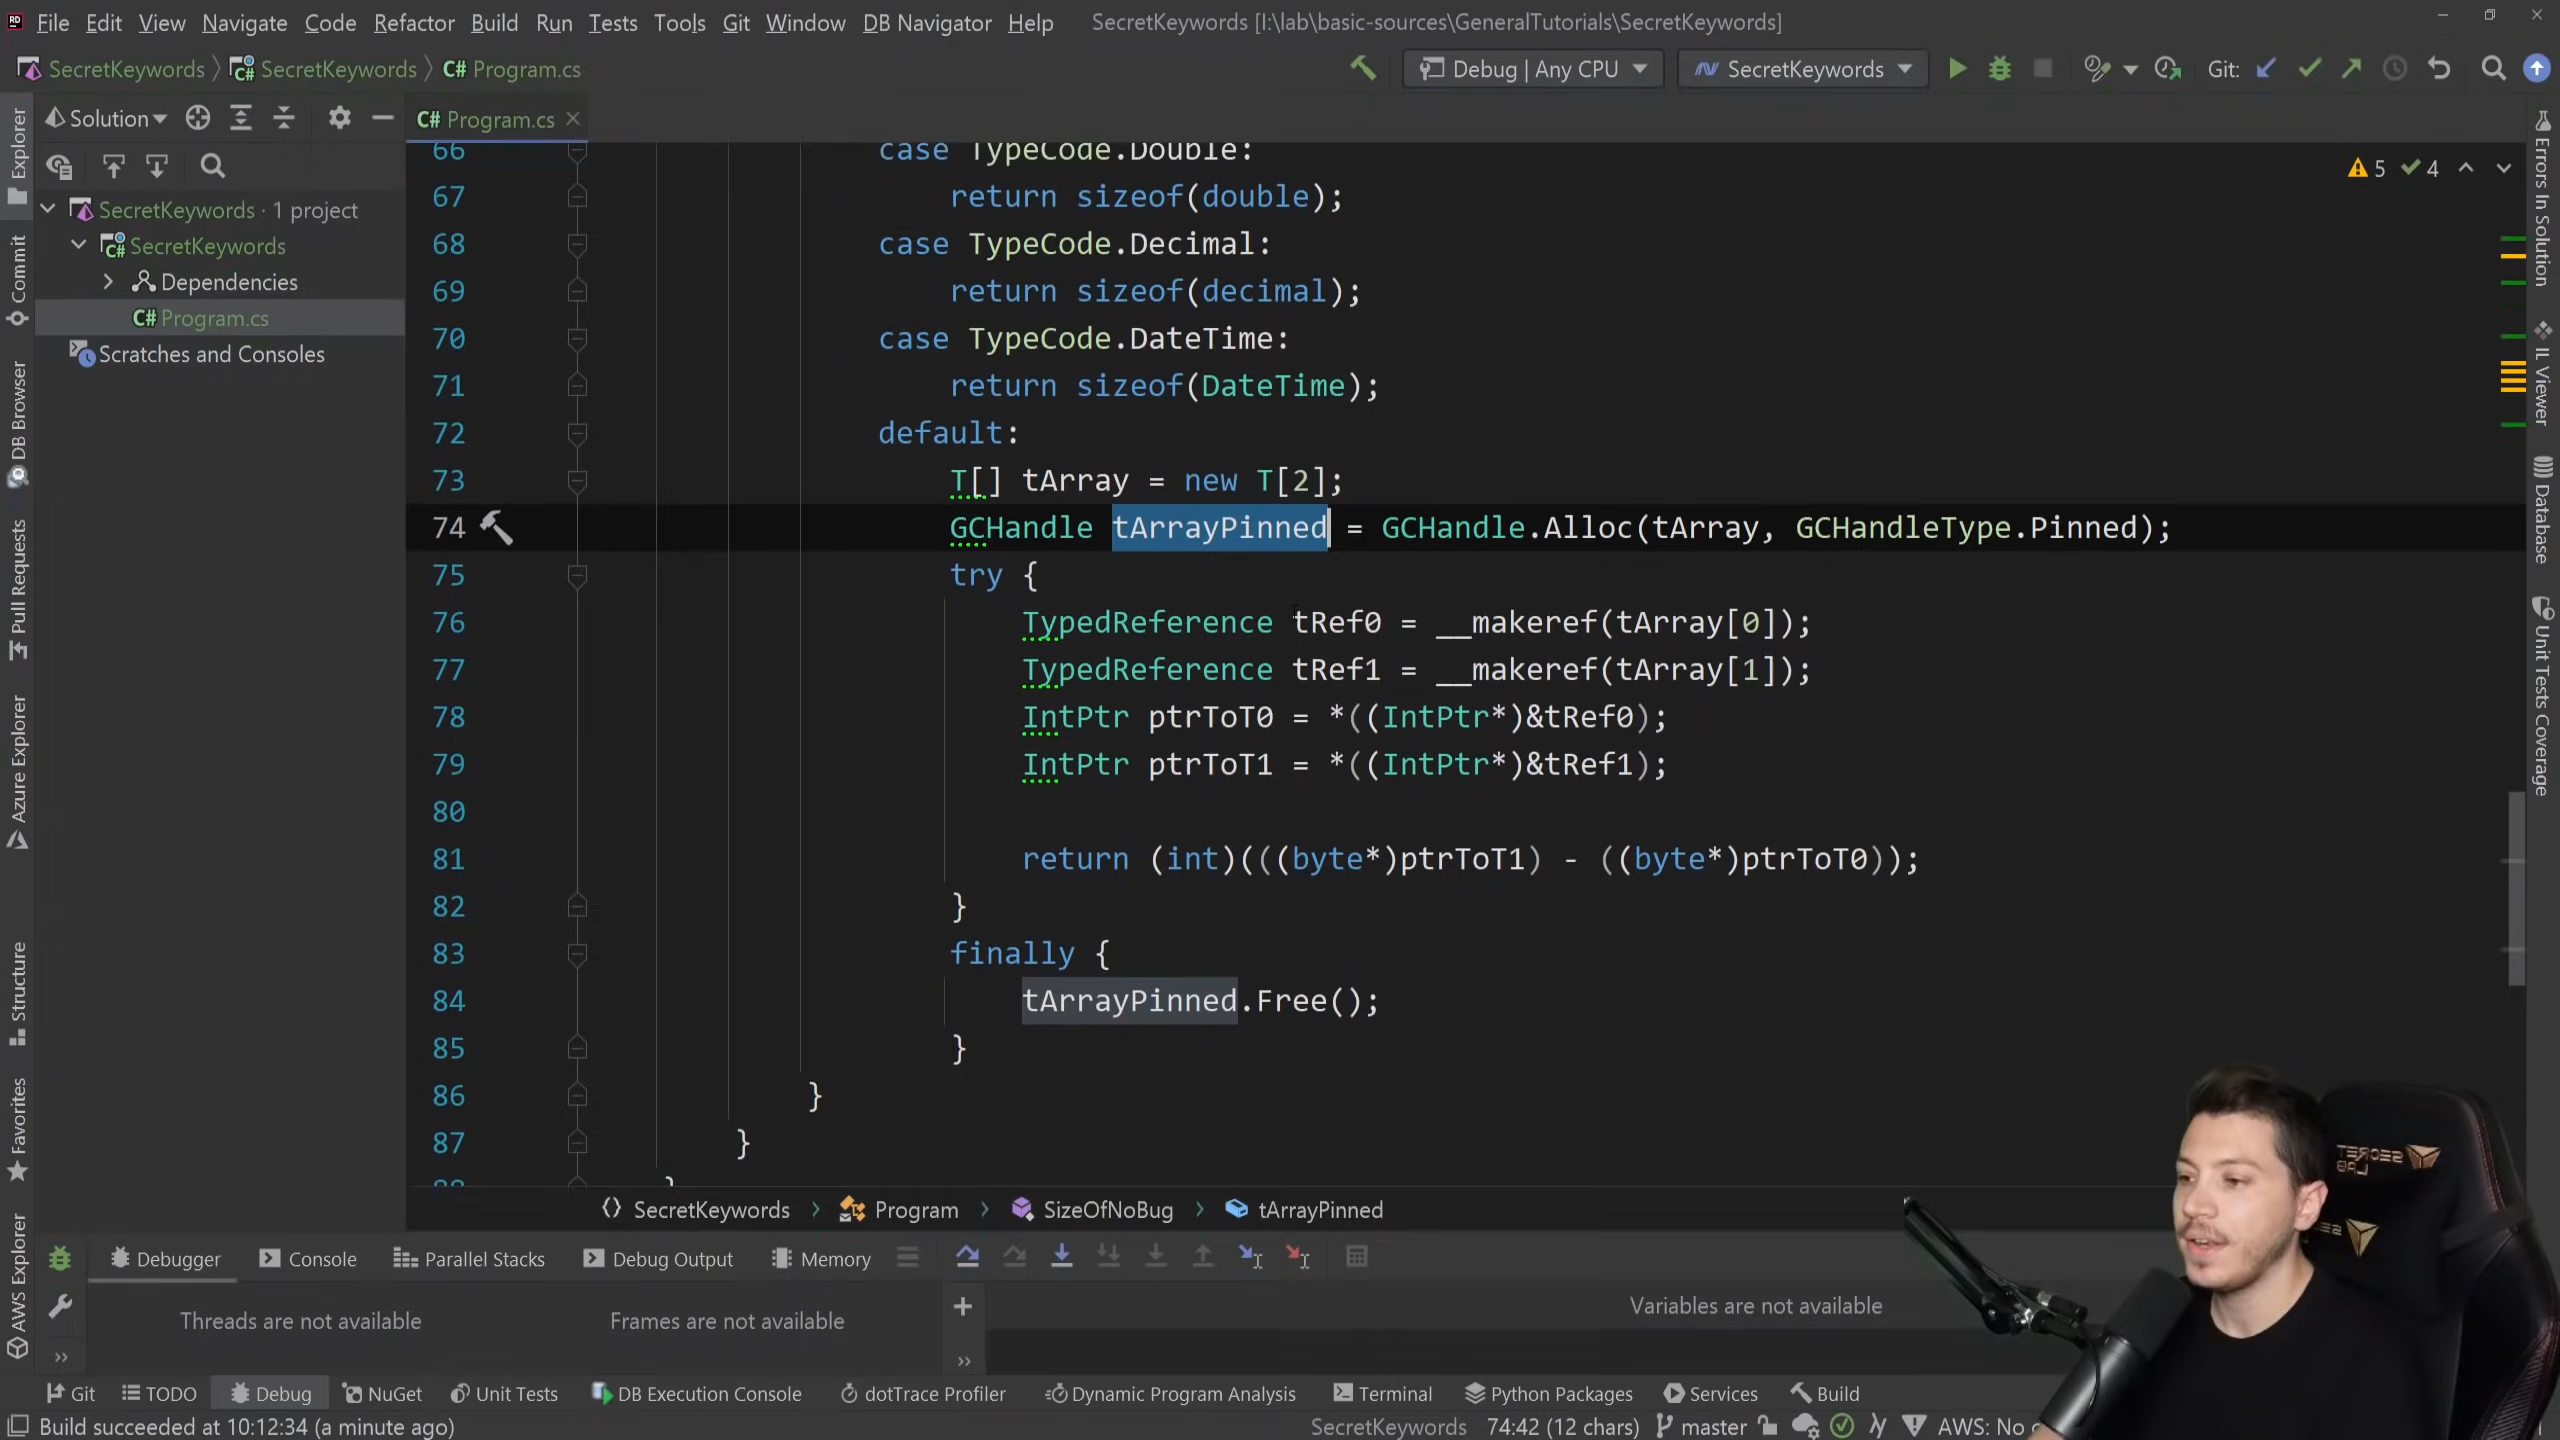 File Edit View Navigate Code Refactor Build Run Tests Tools Git Window DB Navigator Help SecretKeywords [I:\lab\basic-sources\GeneralTutorials\SecretKeywords]
SecretKeywords SecretKeywords C# Program.cs Debug | Any CPU SecretKeywords Git:
Solution
C# Program.cs
SecretKeywords · 1 project
SecretKeywords
Dependencies
C# Program.cs
Scratches and Consoles
Explorer
Commit
DB Browser
Pull Requests
Azure Explorer
Structure
Favorites
AWS Explorer
5 4
66 case TypeCode.Double:
67 return sizeof(double);
68 case TypeCode.Decimal:
69 return sizeof(decimal);
70 case TypeCode.DateTime:
71 return sizeof(DateTime);
72 default:
73 T[] tArray = new T[2];
74 GCHandle tArrayPinned = GCHandle.Alloc(tArray, GCHandleType.Pinned);
75 try {
76 TypedReference tRef0 = __makeref(tArray[0]);
77 TypedReference tRef1 = __makeref(tArray[1]);
78 IntPtr ptrToT0 = *((IntPtr*)&tRef0);
79 IntPtr ptrToT1 = *((IntPtr*)&tRef1);
80
81 return (int)(((byte*)ptrToT1) - ((byte*)ptrToT0));
82 }
83 finally {
84 tArrayPinned.Free();
85 }
86 }
87 }
88 }
Errors In Solution
IL Viewer
Database
Unit Tests Coverage
SecretKeywords Program SizeOfNoBug tArrayPinned
Debugger Console Parallel Stacks Debug Output Memory
Threads are not available Frames are not available Variables are not available
SECRET LAB
Git TODO Debug NuGet Unit Tests DB Execution Console dotTrace Profiler Dynamic Program Analysis Terminal Python Packages Services Build
Build succeeded at 10:12:34 (a minute ago) SecretKeywords 74:42 (12 chars) master AWS: No